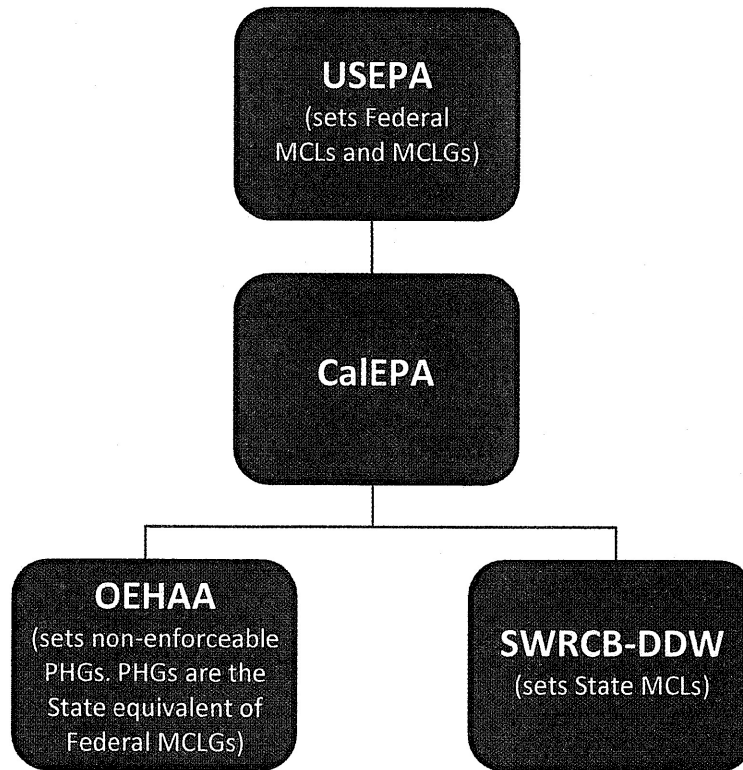 USEPA
(sets Federal
MCLs and MCLGs)
CalEPA
OEHAA
(sets non-enforceable
PHGs. PHGs are the
State equivalent of
Federal MCLGs)
SWRCB-DDW
(sets State MCLs)